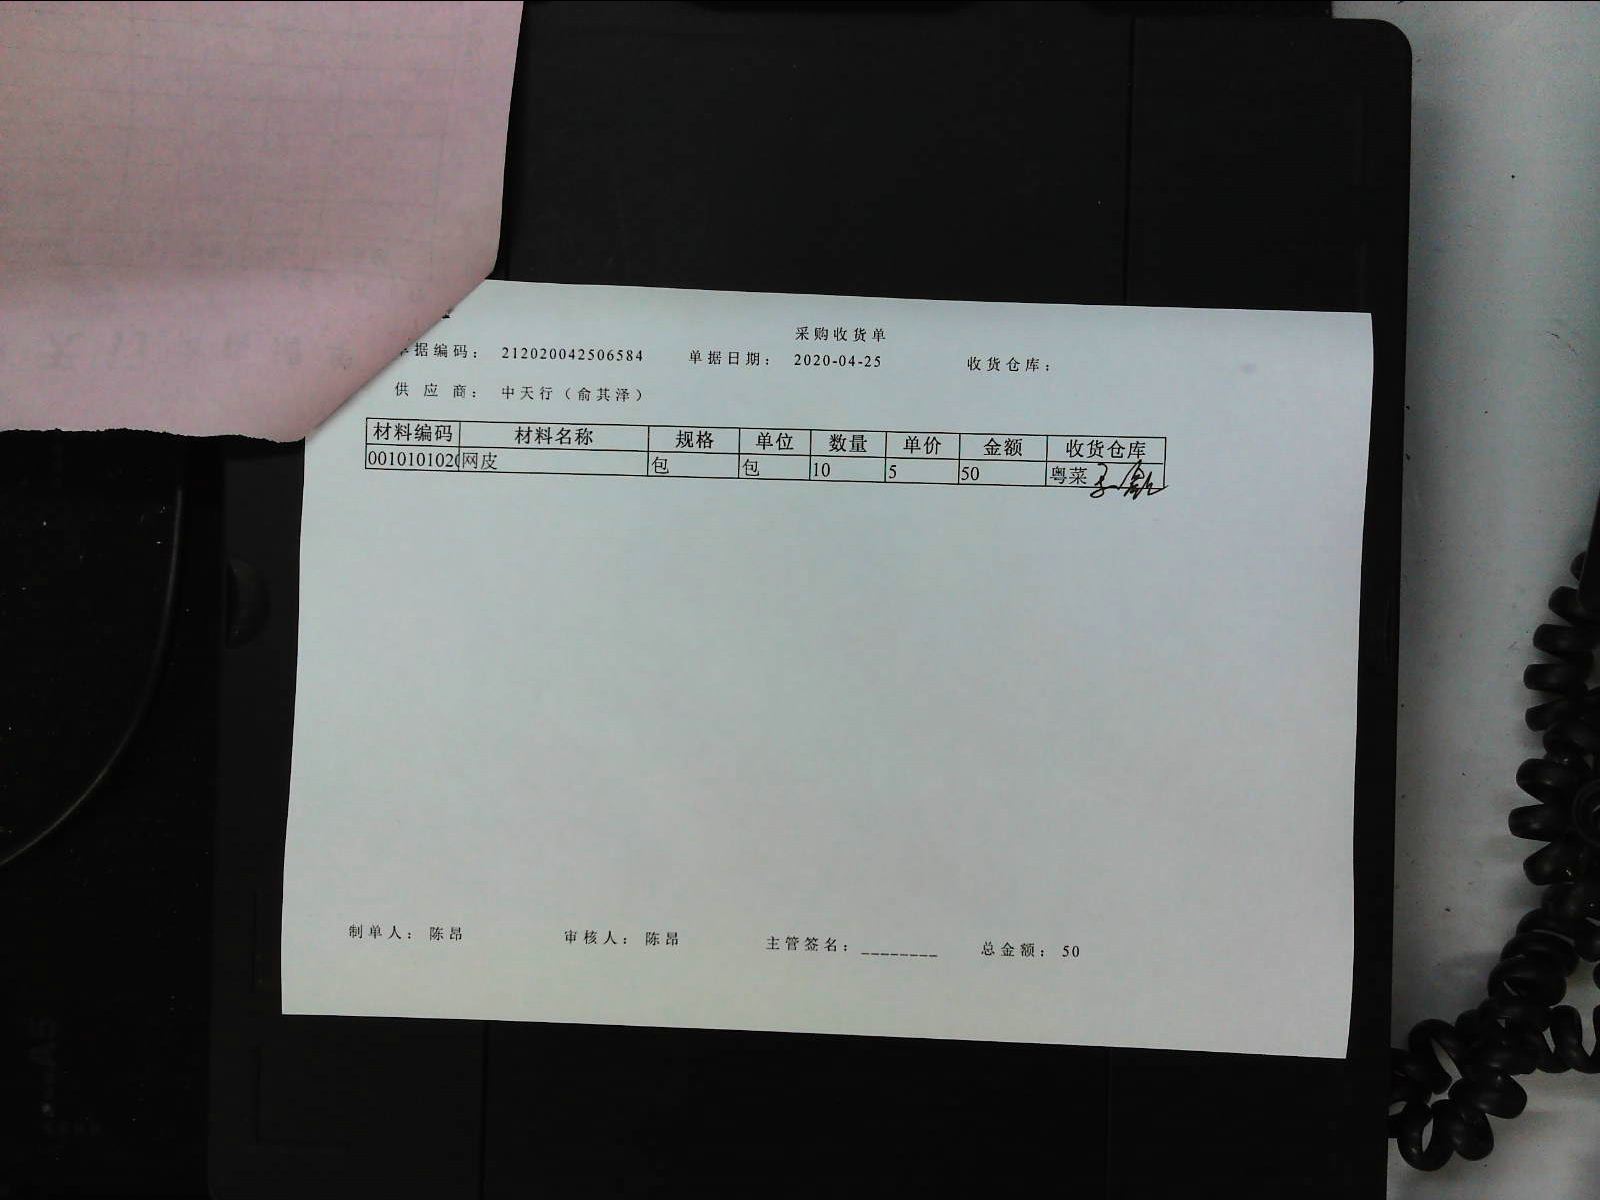 采购收货单
单据编码： 212020042506584 单据日期： 2020-04-25 收货仓库：
供应商： 中天行（俞其泽）
材料编码 材料名称 规格 单位 数量 单价 金额 收货仓库
0010101020 网皮 包 包 10 5 50 粤菜
制单人： 陈昂 审核人： 陈昂 主管签名：________ 总金额： 50